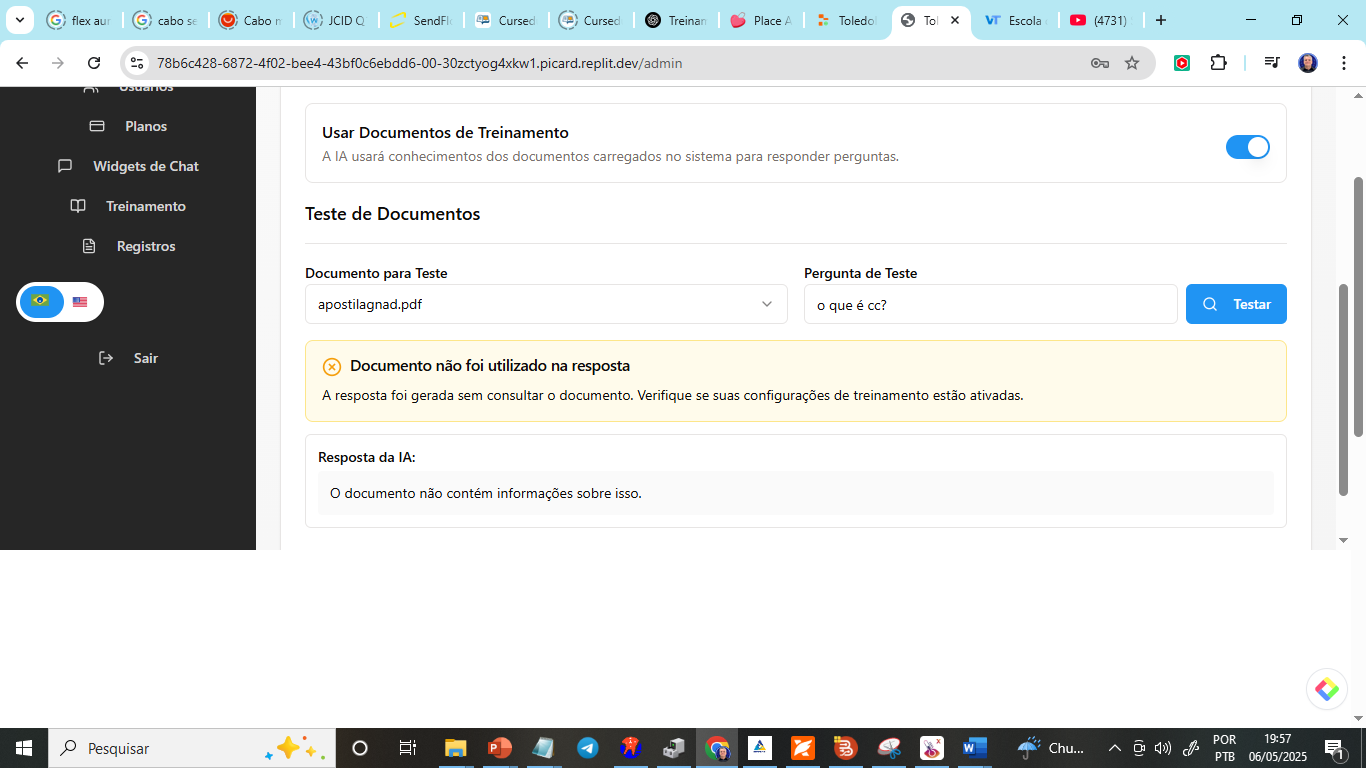 flex aur
cabo se
Cabo n
JCID Q
SendFl
Cursed
Cursed
Treinar
Place A
Toledo
Tol
Escola
(4731)
78b6c428-6872-4f02-bee4-43bf0c6ebdd6-00-30zctyog4xkw1.picard.replit.dev/admin
Usuários
Planos
Widgets de Chat
Treinamento
Registros
Sair
Usar Documentos de Treinamento
A IA usará conhecimentos dos documentos carregados no sistema para responder perguntas.
Teste de Documentos
Documento para Teste
Pergunta de Teste
apostilagnad.pdf
o que é cc?
Testar
Documento não foi utilizado na resposta
A resposta foi gerada sem consultar o documento. Verifique se suas configurações de treinamento estão ativadas.
Resposta da IA:
O documento não contém informações sobre isso.
Pesquisar
Chu...
POR
PTB
19:57
06/05/2025
1